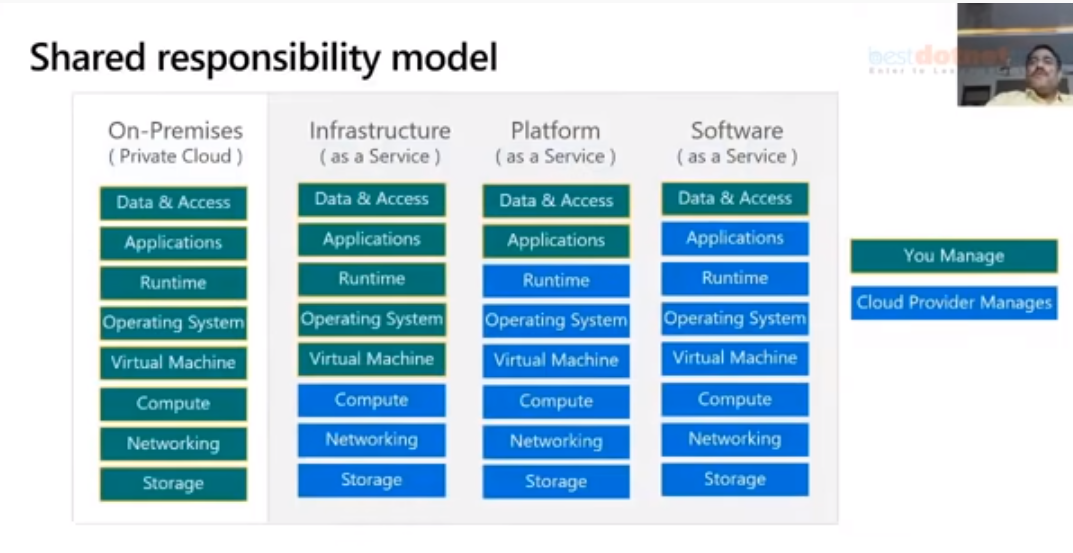 Shared responsibility model
bestdotnet
On-Premises
( Private Cloud )
Data & Access
Applications
Runtime
Operating System
Virtual Machine
Compute
Networking
Storage
Infrastructure
( as a Service )
Data & Access
Applications
Runtime
Operating System
Virtual Machine
Compute
Networking
Storage
Platform
( as a Service )
Data & Access
Applications
Runtime
Operating System
Virtual Machine
Compute
Networking
Storage
Software
( as a Service )
Data & Access
Applications
Runtime
Operating System
Virtual Machine
Compute
Networking
Storage
You Manage
Cloud Provider Manages